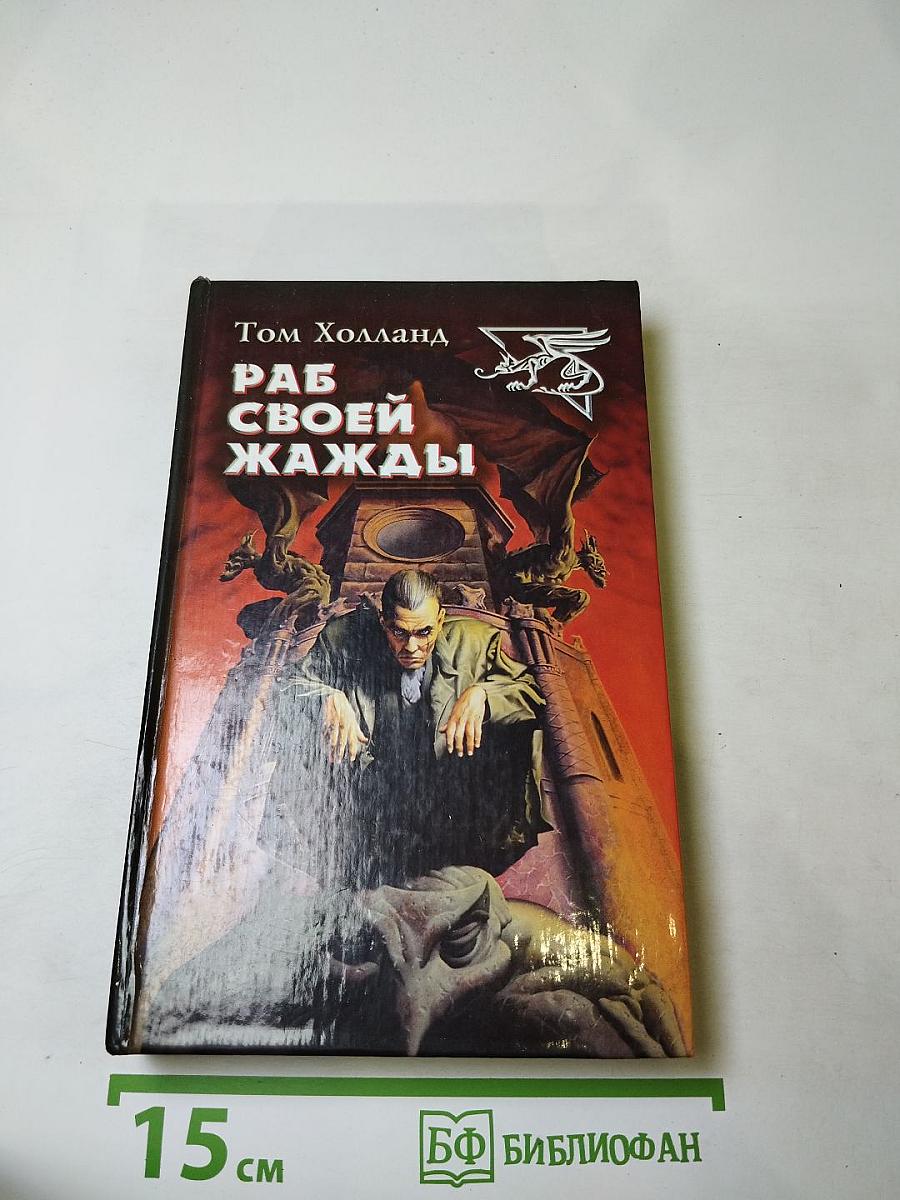 Том Холланд
РАБ
СВОЕЙ
ЖАЖДЫ
15 см
БФ БИБЛИОФАН